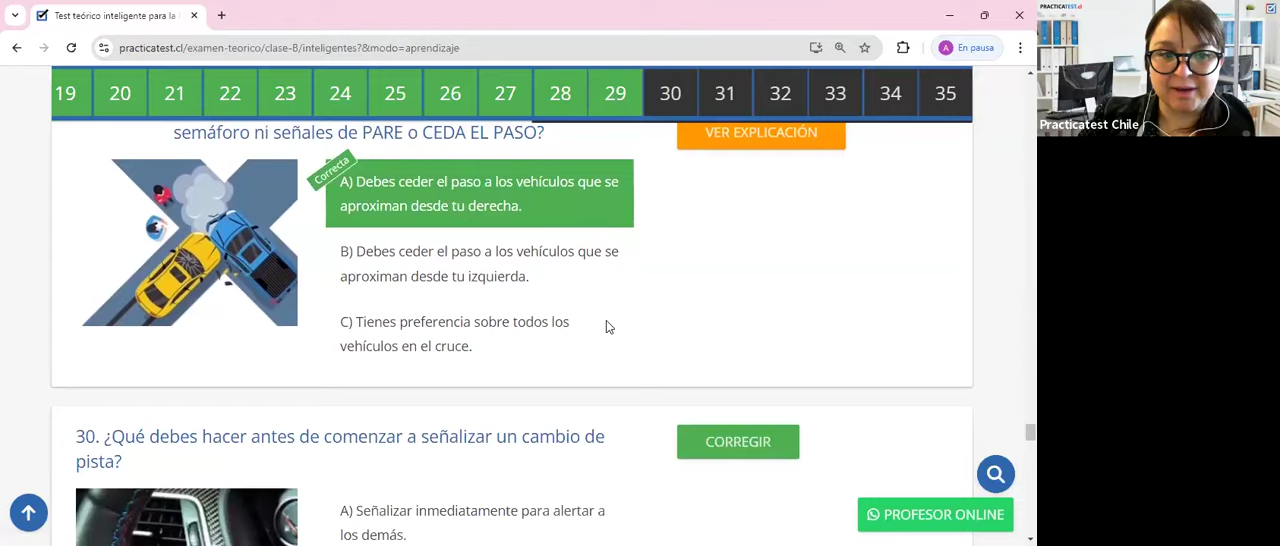 Test teórico inteligente para la
practicatest.cl/examen-teorico/clase-B/inteligentes?&modo=aprendizaje
En pausa
PRACTICATEST.cl
Practicatest Chile
19 20 21 22 23 24 25 26 27 28 29 30 31 32 33 34 35
semáforo ni señales de PARE o CEDA EL PASO?
VER EXPLICACIÓN
Correcta
A) Debes ceder el paso a los vehículos que se
aproximan desde tu derecha.
B) Debes ceder el paso a los vehículos que se
aproximan desde tu izquierda.
C) Tienes preferencia sobre todos los
vehículos en el cruce.
30. ¿Qué debes hacer antes de comenzar a señalizar un cambio de
pista?
CORREGIR
A) Señalizar inmediatamente para alertar a
los demás.
PROFESOR ONLINE